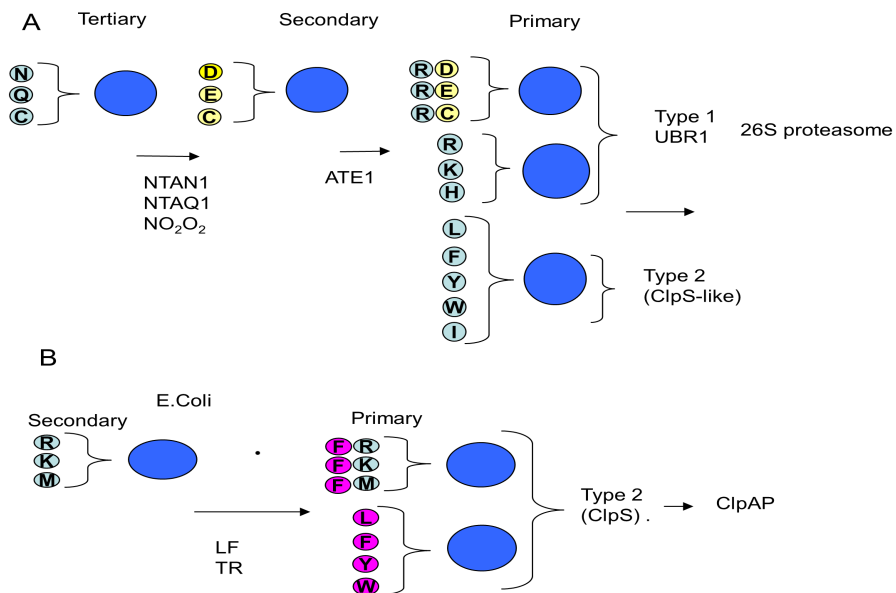 A
Tertiary
Secondary
Primary
N
Q
C
D
E
C
R D
R E
R C
R
K
H
L
F
Y
W
I
NTAN1
NTAQ1
NO₂O₂
ATE1
Type 1
UBR1
26S proteasome
Type 2
(ClpS-like)
B
E.Coli
Secondary
Primary
R
K
M
F R
F K
F M
L
F
Y
W
LF
TR
Type 2
(ClpS) .
ClpAP